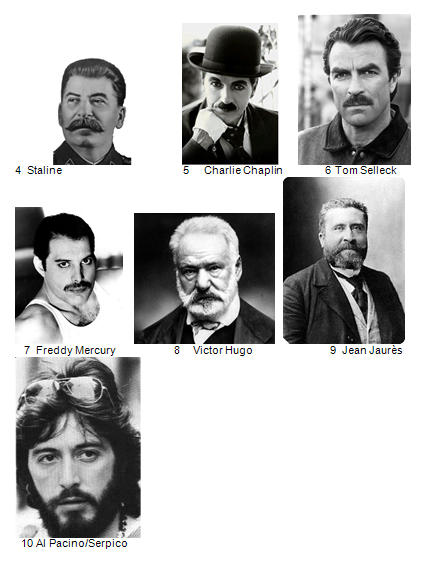 4 Staline
5 Charlie Chaplin
6 Tom Selleck
7 Freddy Mercury
8 Victor Hugo
9 Jean Jaurès
10 Al Pacino/Serpico